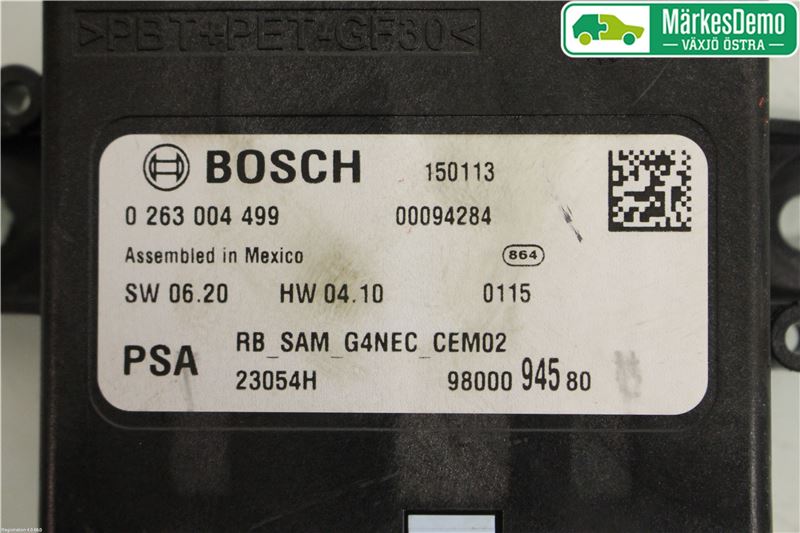 >PBT+PET-GF30<
MärkesDemo
VÄXJÖ ÖSTRA
BOSCH 150113
0 263 004 499 00094284
Assembled in Mexico 864
SW 06.20 HW 04.10 0115
PSA RB_SAM_G4NEC_CEM02
23054H 98000 945 80